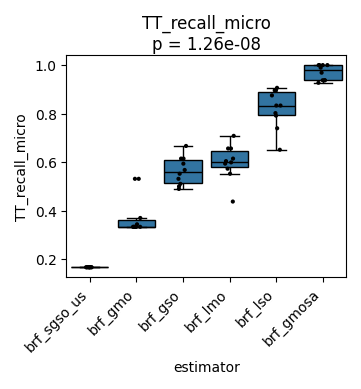 TT_recall_micro
p = 1.26e-08
TT_recall_micro
1.0
0.8
0.6
0.4
0.2
brf_sgso_us
brf_gmo
brf_gso
brf_lmo
brf_lso
brf_gmosa
estimator